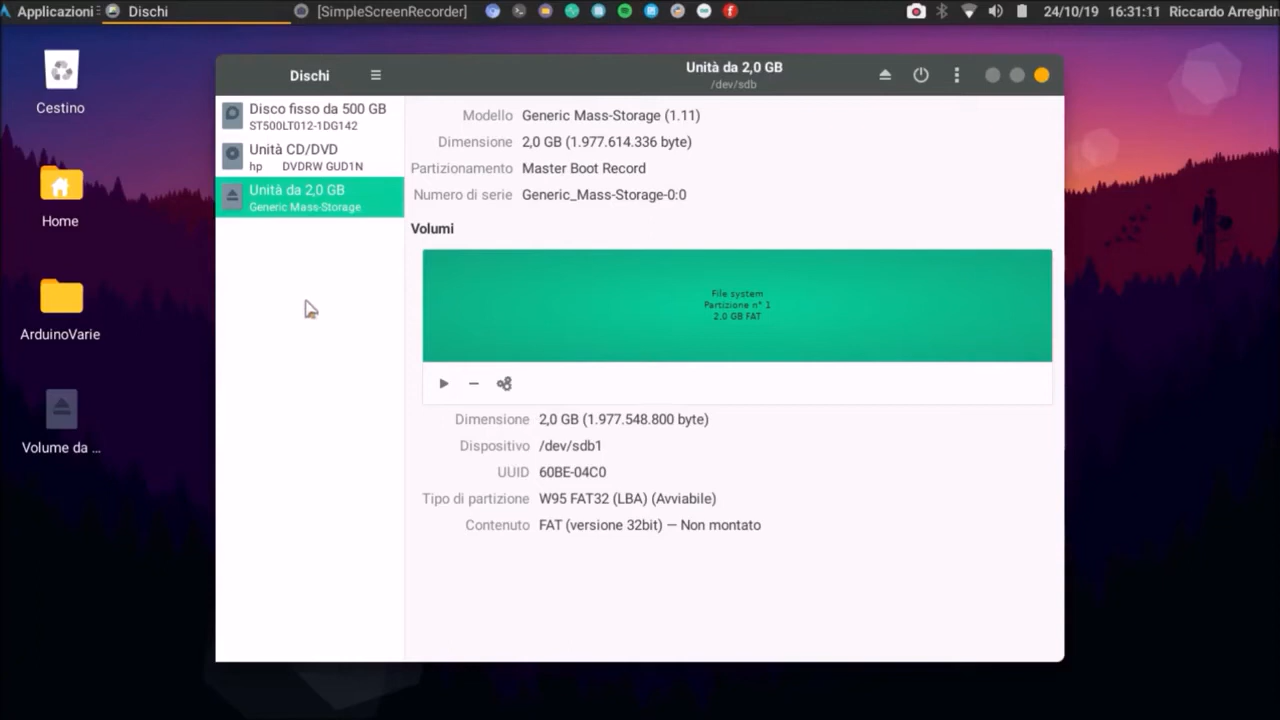 Applicazioni
Dischi
[SimpleScreenRecorder]
24/10/19
16:31:11
Riccardo Arreghin
Cestino
Home
ArduinoVarie
Volume da ...
Dischi
Unità da 2,0 GB
/dev/sdb
Disco fisso da 500 GB
ST500LT012-1DG142
Unità CD/DVD
hp DVDRW GUD1N
Unità da 2,0 GB
Generic Mass-Storage
Modello Generic Mass-Storage (1.11)
Dimensione 2,0 GB (1.977.614.336 byte)
Partizionamento Master Boot Record
Numero di serie Generic_Mass-Storage-0:0
Volumi
File system
Partizione n° 1
2,0 GB FAT
Dimensione 2,0 GB (1.977.548.800 byte)
Dispositivo /dev/sdb1
UUID 60BE-04C0
Tipo di partizione W95 FAT32 (LBA) (Avviabile)
Contenuto FAT (versione 32bit) — Non montato